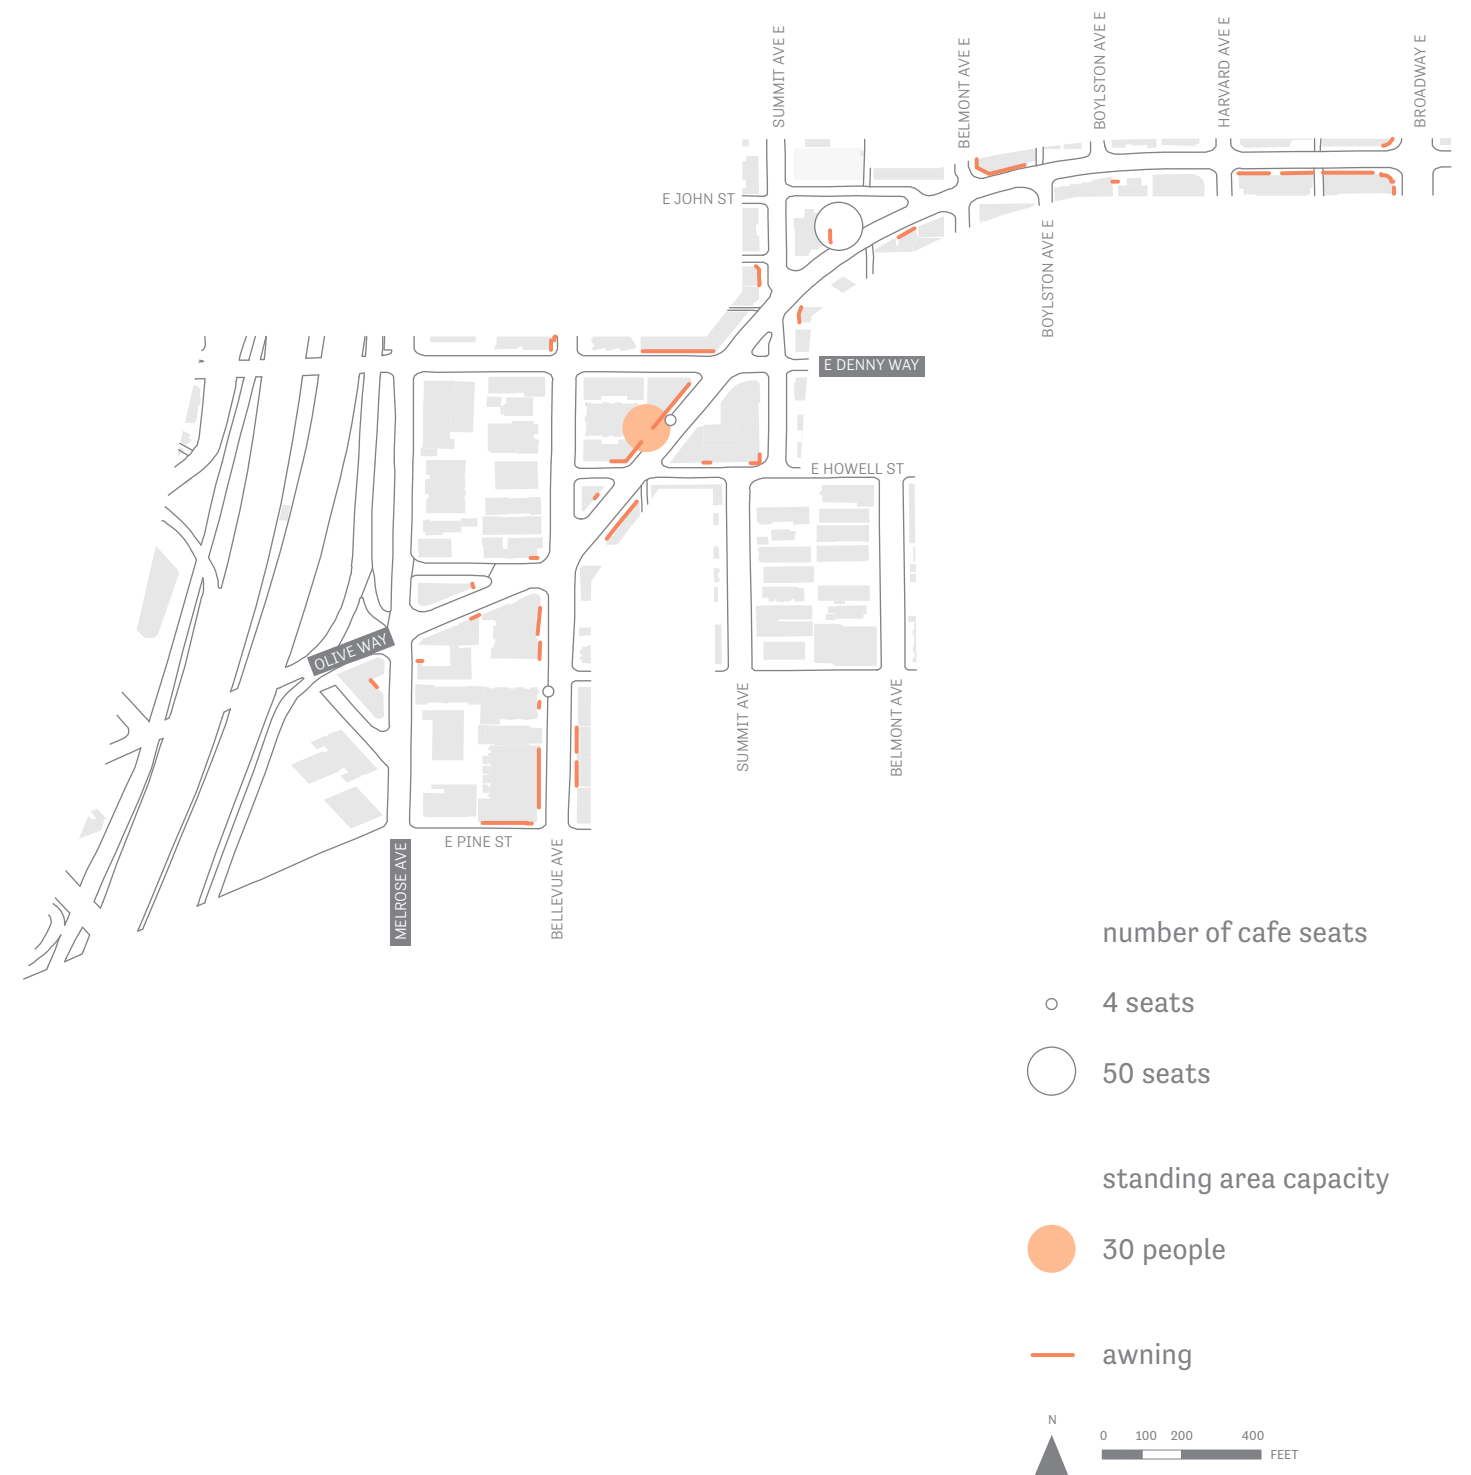 SUMMIT AVE E
BELMONT AVE E
BOYLSTON AVE E
HARVARD AVE E
BROADWAY E
E JOHN ST
BOYLSTON AVE E
E DENNY WAY
E HOWELL ST
OLIVE WAY
SUMMIT AVE
BELMONT AVE
E PINE ST
MELROSE AVE
BELLEVUE AVE
number of cafe seats
4 seats
50 seats
standing area capacity
30 people
awning
N
0 100 200 400
FEET